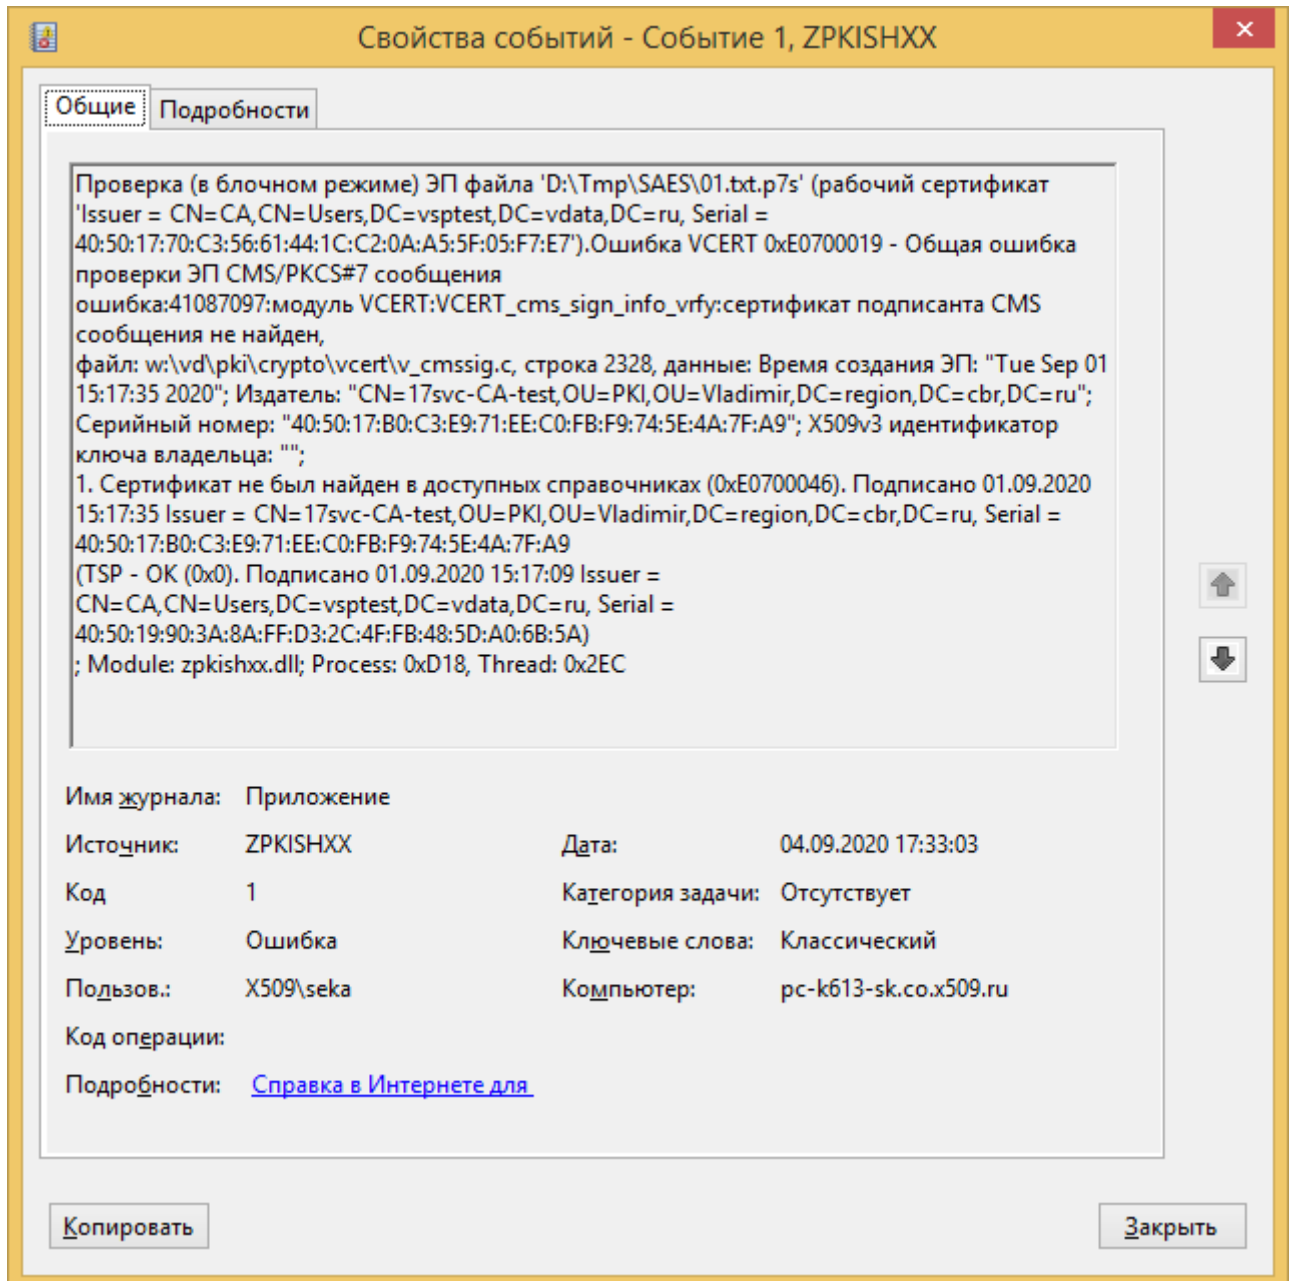 Свойства событий - Событие 1, ZPKISHXX
Общие
Подробности
Проверка (в блочном режиме) ЭП файла 'D:\Tmp\SAES\01.txt.p7s' (рабочий сертификат
'Issuer = CN=CA,CN=Users,DC=vsptest,DC=vdata,DC=ru, Serial =
40:50:17:70:C3:56:61:44:1C:C2:0A:A5:5F:05:F7:E7').Ошибка VCERT 0xE0700019 - Общая ошибка
проверки ЭП CMS/PKCS#7 сообщения
ошибка:41087097:модуль VCERT:VCERT_cms_sign_info_vrfy:сертификат подписанта CMS
сообщения не найден,
файл: w:\vd\pki\crypto\vcert\v_cmssig.c, строка 2328, данные: Время создания ЭП: "Tue Sep 01
15:17:35 2020"; Издатель: "CN=17svc-CA-test,OU=PKI,OU=Vladimir,DC=region,DC=cbr,DC=ru";
Серийный номер: "40:50:17:B0:C3:E9:71:EE:C0:FB:F9:74:5E:4A:7F:A9"; X509v3 идентификатор
ключа владельца: "";
1. Сертификат не был найден в доступных справочниках (0xE0700046). Подписано 01.09.2020
15:17:35 Issuer = CN=17svc-CA-test,OU=PKI,OU=Vladimir,DC=region,DC=cbr,DC=ru, Serial =
40:50:17:B0:C3:E9:71:EE:C0:FB:F9:74:5E:4A:7F:A9
(TSP - OK (0x0). Подписано 01.09.2020 15:17:09 Issuer =
CN=CA,CN=Users,DC=vsptest,DC=vdata,DC=ru, Serial =
40:50:19:90:3A:8A:FF:D3:2C:4F:FB:48:5D:A0:6B:5A)
; Module: zpkishxx.dll; Process: 0xD18, Thread: 0x2EC
Имя журнала: Приложение
Источник: ZPKISHXX Дата: 04.09.2020 17:33:03
Код 1 Категория задачи: Отсутствует
Уровень: Ошибка Ключевые слова: Классический
Пользов.: X509\seka Компьютер: pc-k613-sk.co.x509.ru
Код операции:
Подробности: Справка в Интернете для
Копировать Закрыть